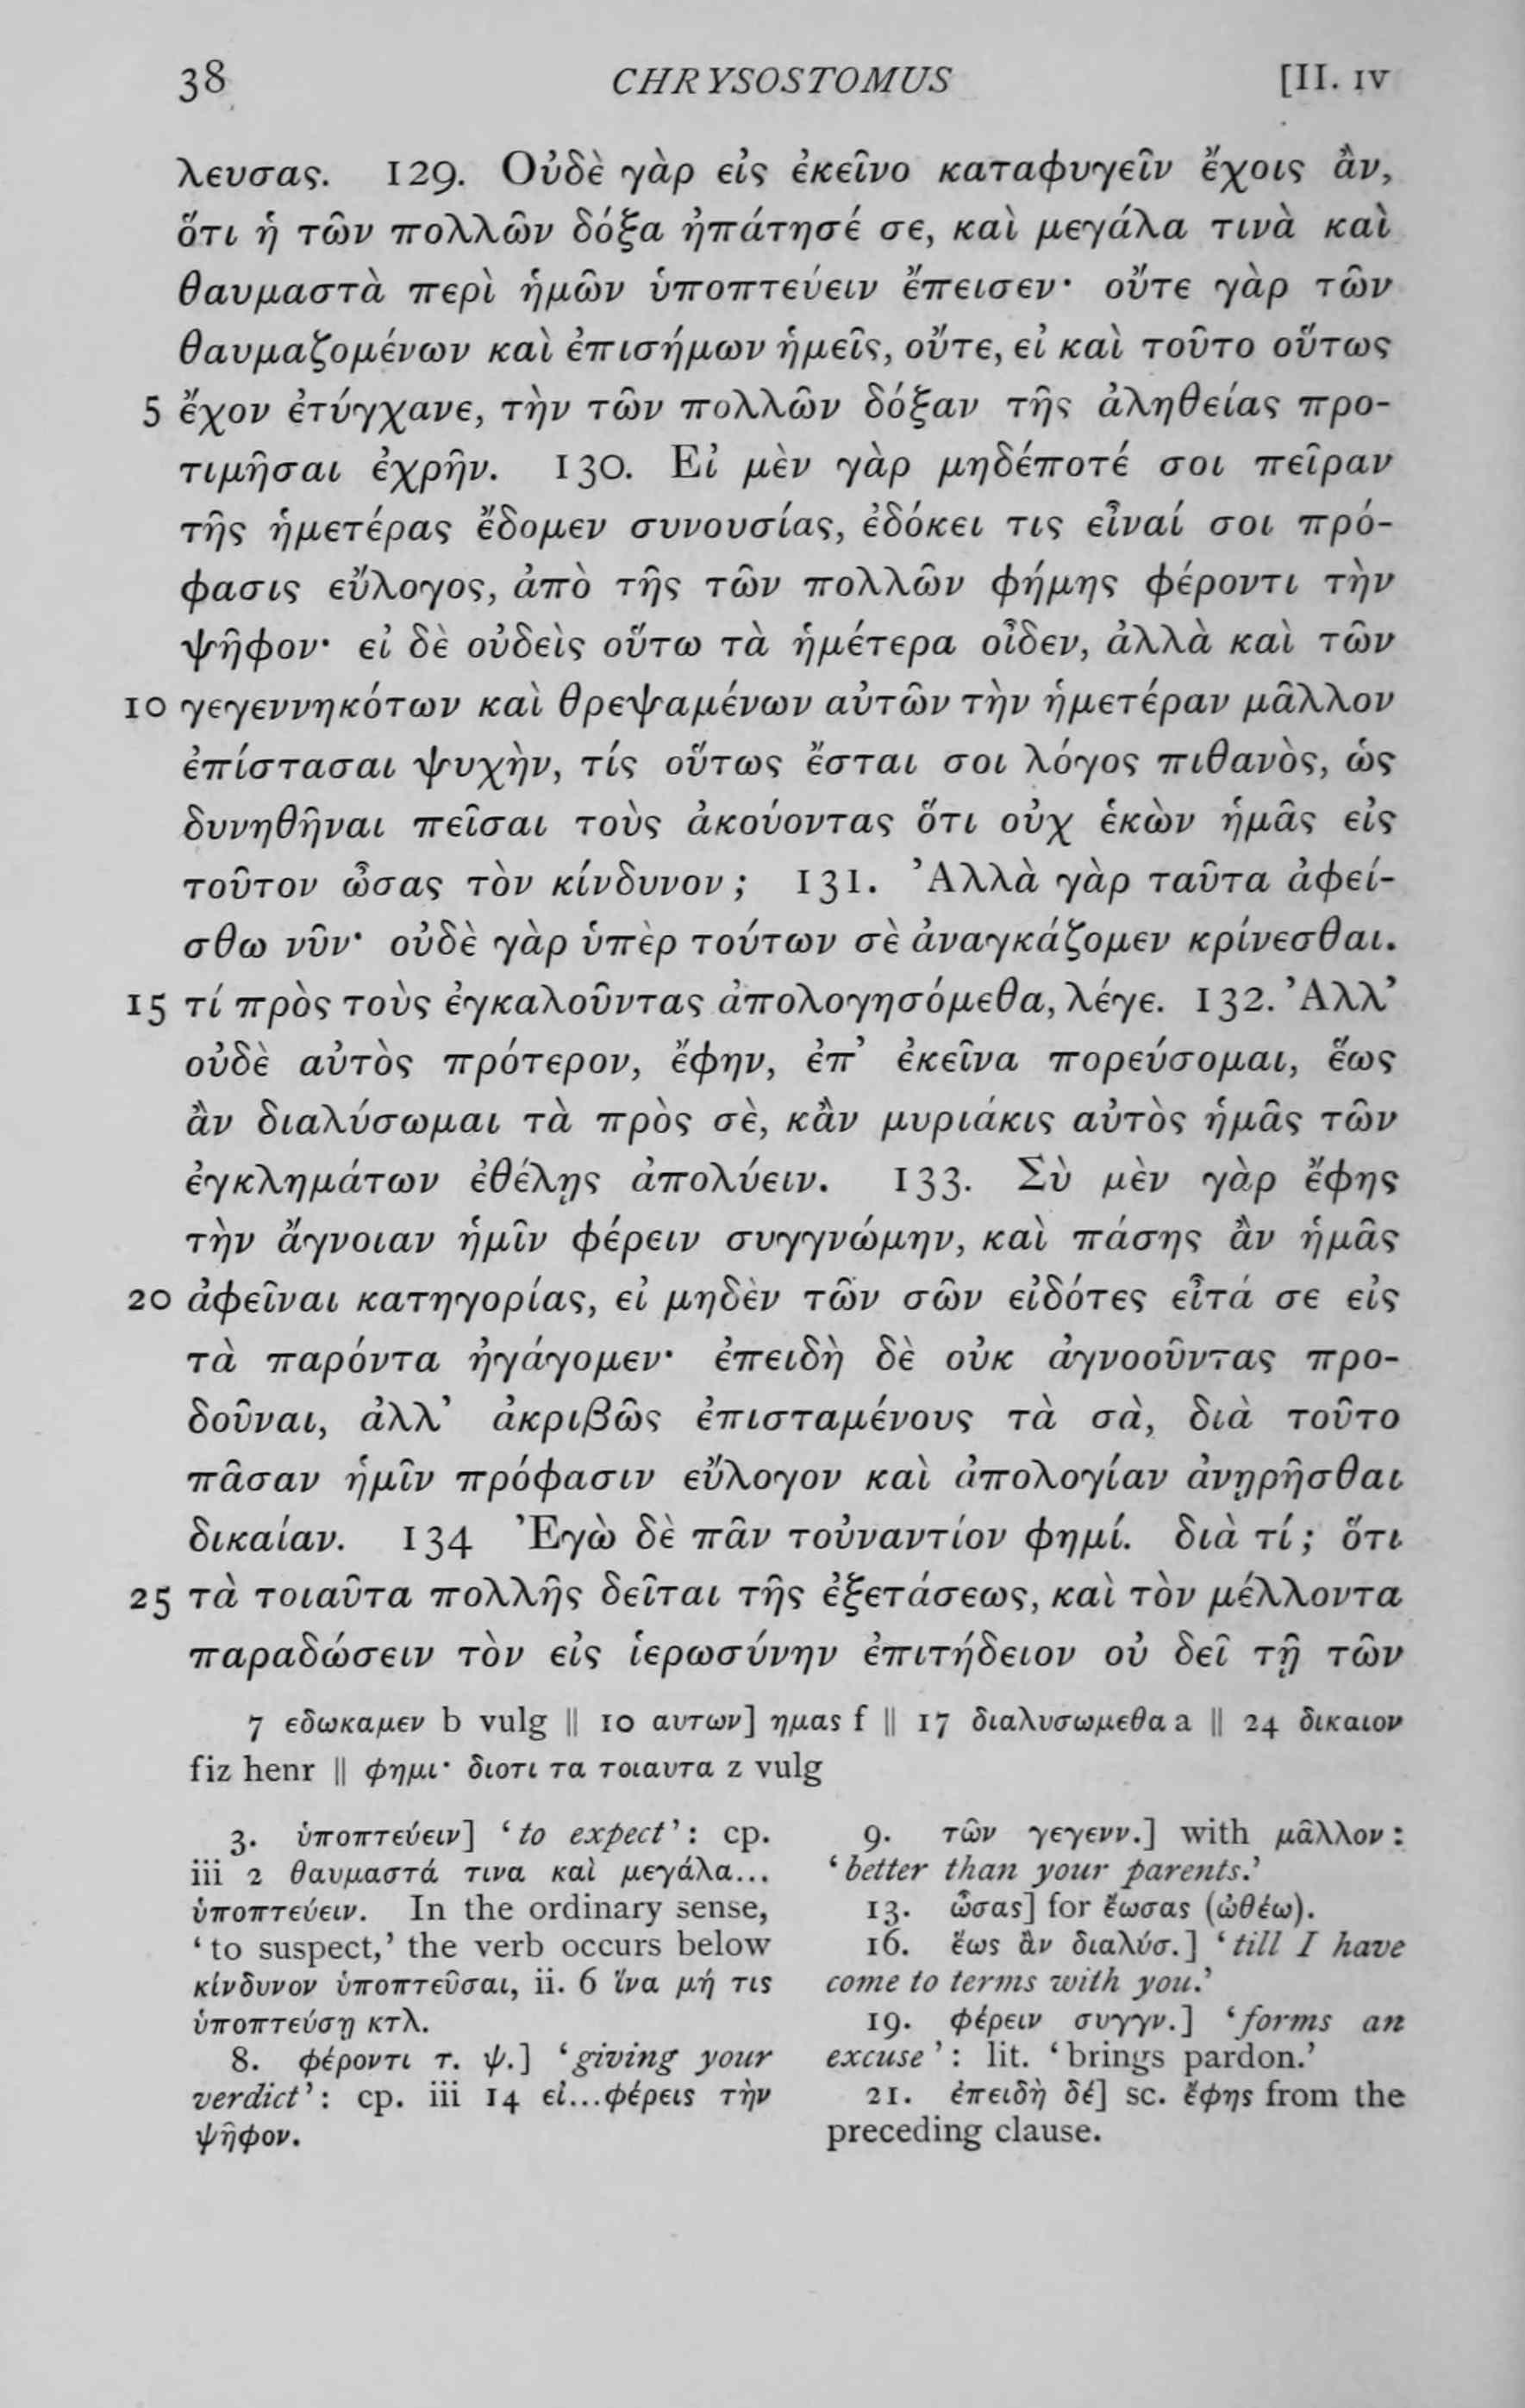 38 CHRYSOSTOMUS [II. IV
λευσας. 129. Οὐδὲ γὰρ εἰς ἐκεῖνο καταφυγεῖν ἔχοις ἂν,
ὅτι ἡ τῶν πολλῶν δόξα ἠπάτησέ σε, καὶ μεγάλα τινὰ καὶ
θαυμαστὰ περὶ ἡμῶν ὑποπτεύειν ἔπεισεν· οὔτε γὰρ τῶν
θαυμαζομένων καὶ ἐπισήμων ἡμεῖς, οὔτε, εἰ καὶ τοῦτο οὕτως
5 ἔχον ἐτύγχανε, τὴν τῶν πολλῶν δόξαν τῆς ἀληθείας προ-
τιμῆσαι ἐχρῆν. 130. Εἰ μὲν γὰρ μηδέποτέ σοι πεῖραν
τῆς ἡμετέρας ἔδομεν συνουσίας, ἐδόκει τις εἶναί σοι πρό-
φασις εὔλογος, ἀπὸ τῆς τῶν πολλῶν φήμης φέροντι τὴν
ψῆφον· εἰ δὲ οὐδεὶς οὕτω τὰ ἡμέτερα οἶδεν, ἀλλὰ καὶ τῶν
10 γεγεννηκότων καὶ θρεψαμένων αὐτῶν τὴν ἡμετέραν μᾶλλον
ἐπίστασαι ψυχὴν, τίς οὕτως ἔσται σοι λόγος πιθανὸς, ὡς
δυνηθῆναι πεῖσαι τοὺς ἀκούοντας ὅτι οὐχ ἑκὼν ἡμᾶς εἰς
τοῦτον ὦσας τὸν κίνδυνον; 131. Ἀλλὰ γὰρ ταῦτα ἀφεί-
σθω νῦν· οὐδὲ γὰρ ὑπὲρ τούτων σὲ ἀναγκάζομεν κρίνεσθαι.
15 τί πρὸς τοὺς ἐγκαλοῦντας ἀπολογησόμεθα, λέγε. 132. Ἀλλ’
οὐδὲ αὐτὸς πρότερον, ἔφην, ἐπ’ ἐκεῖνα πορεύσομαι, ἕως
ἂν διαλύσωμαι τὰ πρὸς σὲ, κἂν μυριάκις αὐτὸς ἡμᾶς τῶν
ἐγκλημάτων ἐθέλῃς ἀπολύειν. 133. Σὺ μὲν γὰρ ἔφης
τὴν ἄγνοιαν ἡμῖν φέρειν συγγνώμην, καὶ πάσης ἂν ἡμᾶς
20 ἀφεῖναι κατηγορίας, εἰ μηδὲν τῶν σῶν εἰδότες εἶτά σε εἰς
τὰ παρόντα ἠγάγομεν· ἐπειδὴ δὲ οὐκ ἀγνοοῦντας προ-
δοῦναι, ἀλλ’ ἀκριβῶς ἐπισταμένους τὰ σὰ, διὰ τοῦτο
πᾶσαν ἡμῖν πρόφασιν εὔλογον καὶ ἀπολογίαν ἀνῃρῆσθαι
δικαίαν. 134 Ἐγὼ δὲ πᾶν τοὐναντίον φημί. διὰ τί; ὅτι
25 τὰ τοιαῦτα πολλῆς δεῖται τῆς ἐξετάσεως, καὶ τὸν μέλλοντα
παραδώσειν τὸν εἰς ἱερωσύνην ἐπιτήδειον οὐ δεῖ τῇ τῶν
7 εδωκαμεν b vulg || 10 αυτων] ημας f || 17 διαλυσωμεθα a || 24 δικαιον
fiz henr || φημι· διοτι τα τοιαυτα z vulg
3. ὑποπτεύειν] ‘to expect’: cp.
iii 2 θαυμαστά τινα καὶ μεγάλα...
ὑποπτεύειν. In the ordinary sense,
‘to suspect,’ the verb occurs below
κίνδυνον ὑποπτεῦσαι, ii. 6 ἵνα μή τις
ὑποπτεύσῃ κτλ.
8. φέροντι τ. ψ.] ‘giving your
verdict’: cp. iii 14 εἰ...φέρεις τὴν
ψῆφον.
9. τῶν γεγενν.] with μᾶλλον:
‘better than your parents.’
13. ὦσας] for ἔωσας (ὠθέω).
16. ἕως ἂν διαλύσ.] ‘till I have
come to terms with you.’
19. φέρειν συγγν.] ‘forms an
excuse’: lit. ‘brings pardon.’
21. ἐπειδὴ δέ] sc. ἔφης from the
preceding clause.